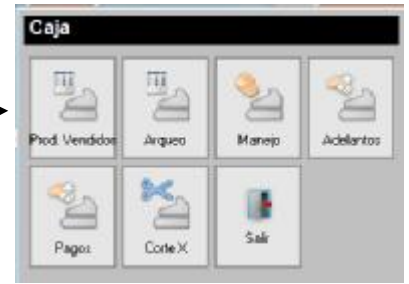 Caja
Prod. Vendidos
Arqueo
Manejo
Adelantos
Pagos
Corte X
Salir